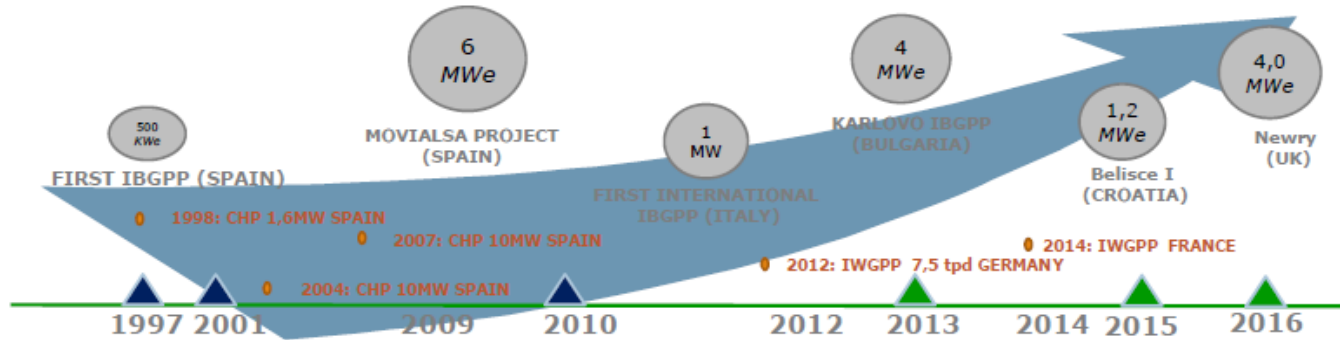 500
KWe
FIRST IBGPP (SPAIN)
6
MWe
MOVIALSA PROJECT
(SPAIN)
1
MW
FIRST INTERNATIONAL
IBGPP (ITALY)
4
MWe
KARLOVO IBGPP
(BULGARIA)
1,2
MWe
Belisce I
(CROATIA)
4,0
MWe
Newry
(UK)
1998: CHP 1,6MW SPAIN
2007: CHP 10MW SPAIN
2004: CHP 10MW SPAIN
2012: IWGPP 7,5 tpd GERMANY
2014: IWGPP FRANCE
1997 2001 2009 2010 2012 2013 2014 2015 2016